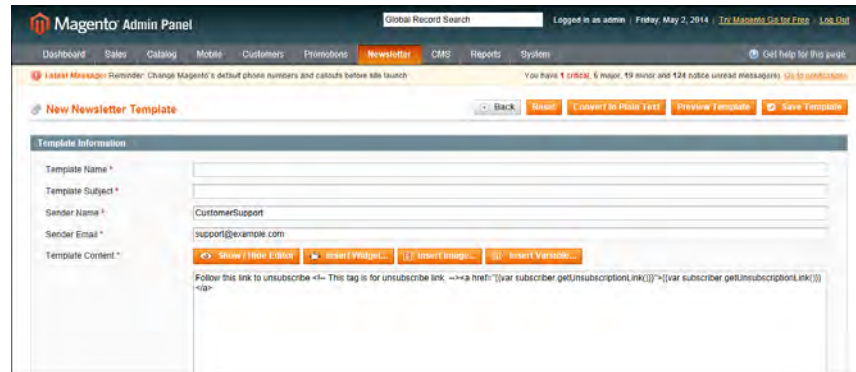 Magento Admin Panel
Global Record Search
Logged in as admin | Friday, May 2, 2014 | Try Magento Go for Free | Log Out
Dashboard Sales Catalog Mobile Customers Promotions Newsletter CMS Reports System
Get help for this page
Latest Message: Reminder: Change Magento's default phone numbers and callouts before site launch
You have 1 critical, 6 major, 19 minor and 124 notice unread message(s). Go to notifications
New Newsletter Template
Back Reset Convert to Plain Text Preview Template Save Template
Template Information
Template Name *
Template Subject *
Sender Name * CustomerSupport
Sender Email * support@example.com
Template Content * Show / Hide Editor Insert Widget... Insert Image... Insert Variable...
Follow this link to unsubscribe <!-- This tag is for unsubscribe link --><a href="{{var subscriber.getUnsubscriptionLink()}}">{{var subscriber.getUnsubscriptionLink()}}
</a>